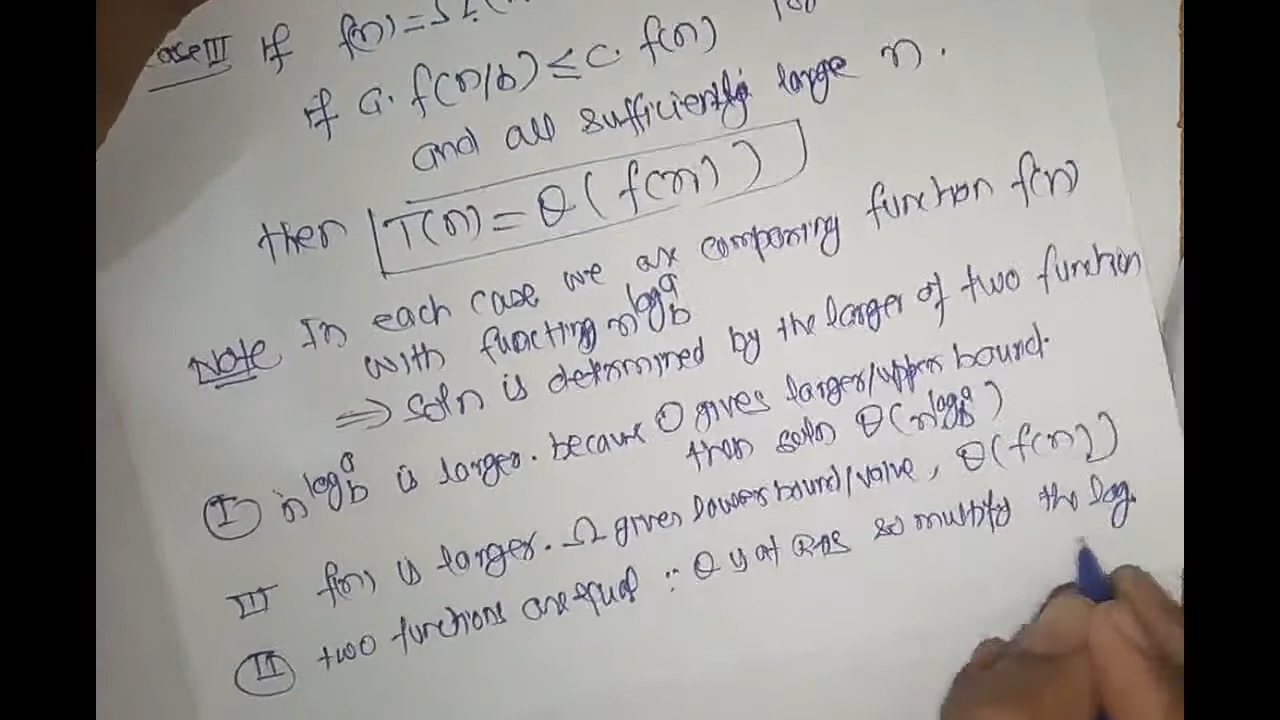 Case III If f(n) = Ω(
if a. f(n/b) ≤ c. f(n)
and all sufficiently large n.
then T(n) = θ(f(n))
Note In each case we are comparing function f(n)
with function n^log_b^a
⇒ Soln is determined by the larger of two function
(I) n^log_b^a is larger. because O gives larger/upper bound.
then soln θ(n^log_b^a)
III f(n) is larger. Ω gives lower bound/value, θ(f(n))
(II) two functions are equal ∵ θ is at RHS so multiply the log.